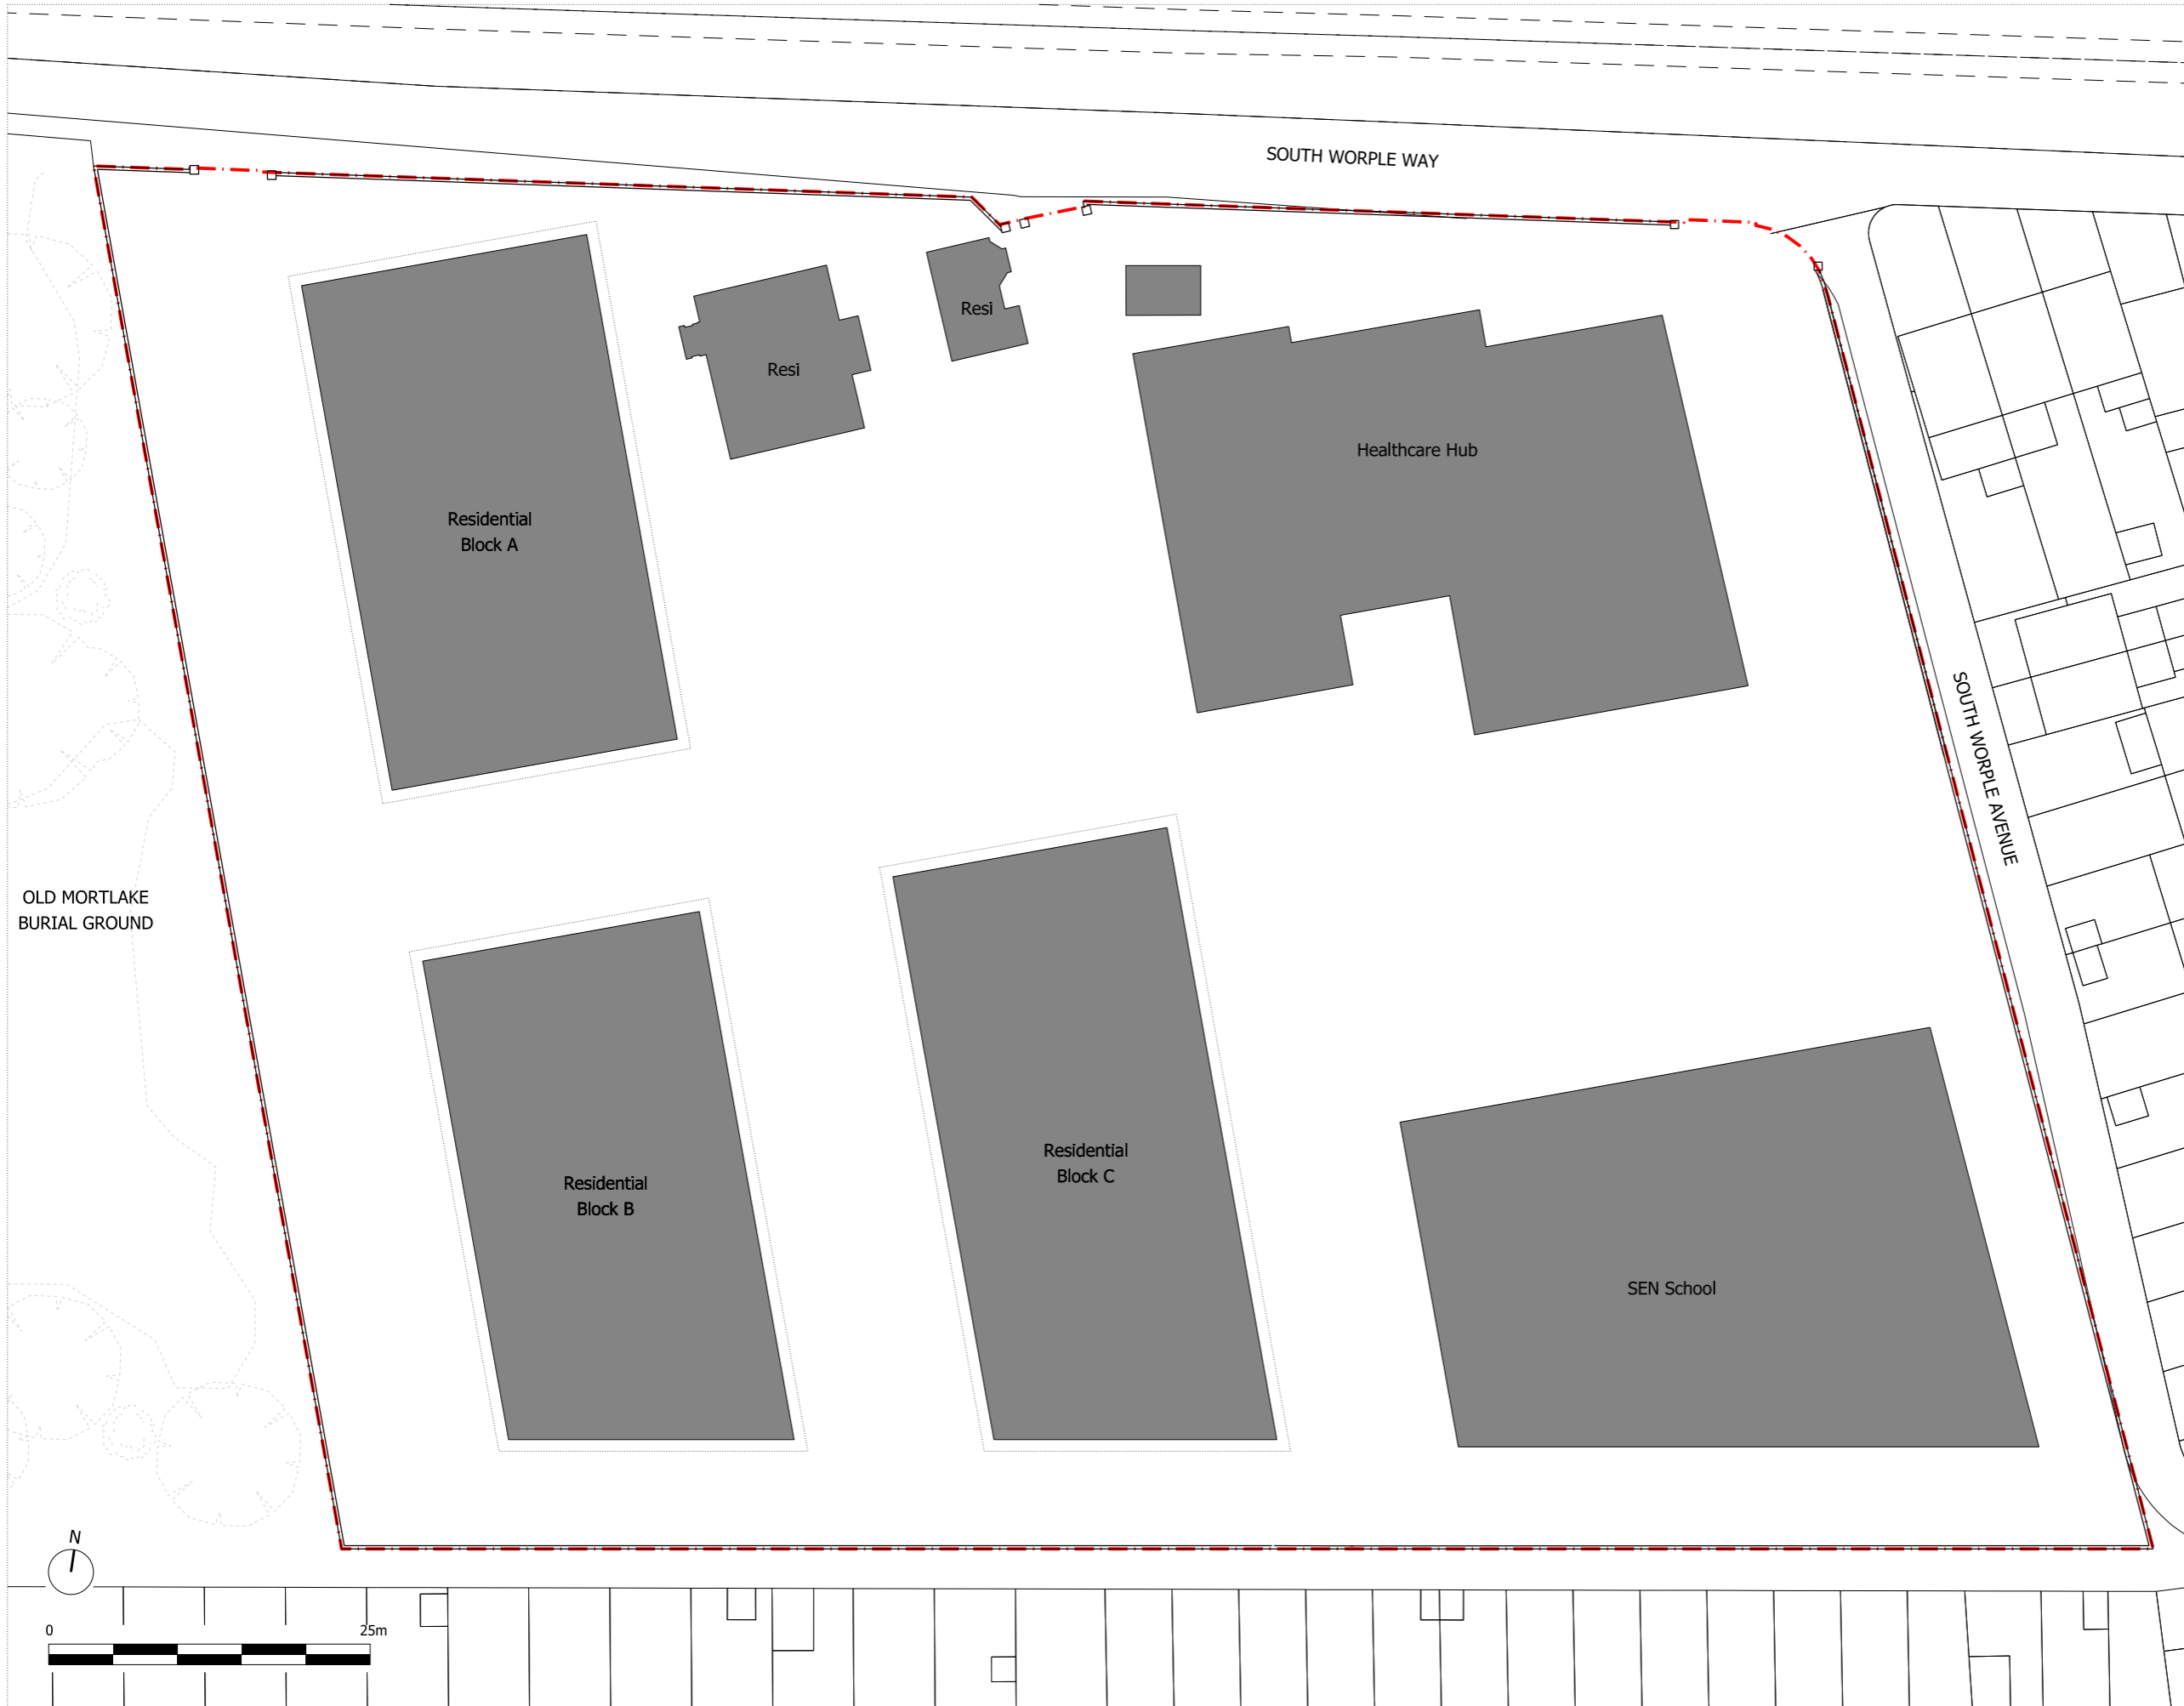 SOUTH WORPLE WAY
Resi
Resi
Healthcare Hub
Residential
Block A
SOUTH WORPLE AVENUE
OLD MORTLAKE
BURIAL GROUND
Residential
Block C
Residential
Block B
SEN School
N
0 25m